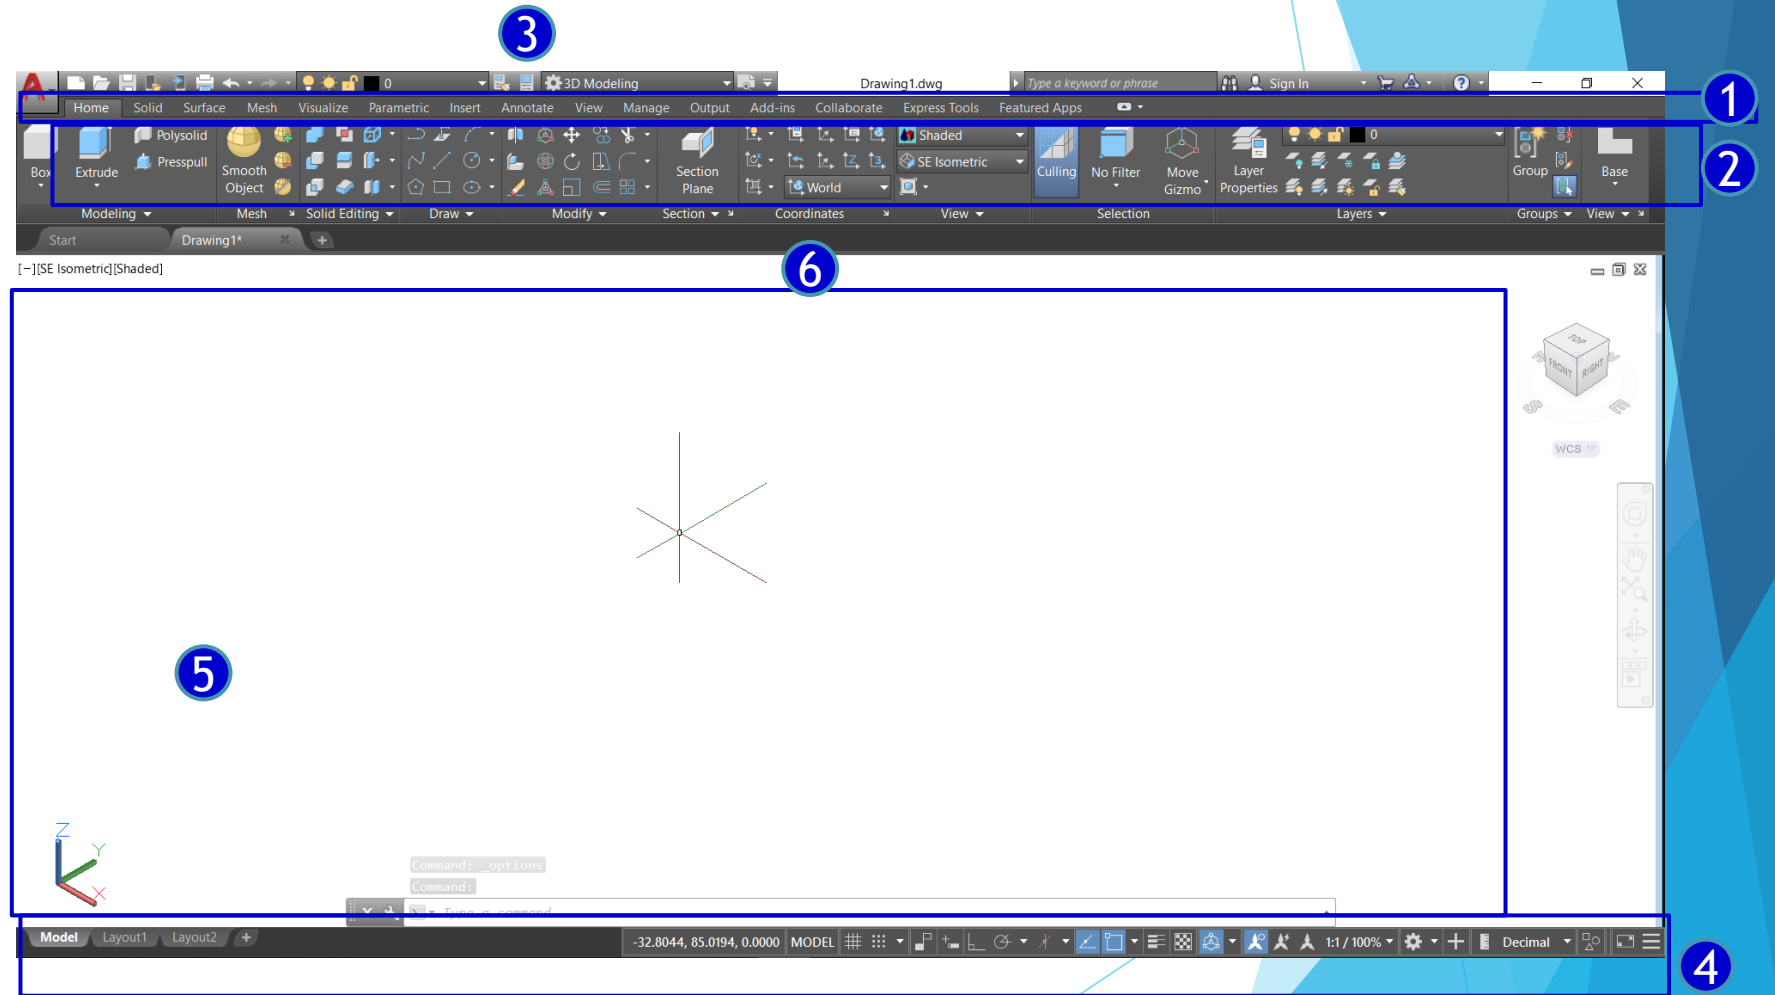 3
0
3D Modeling
Drawing1.dwg
Type a keyword or phrase
Sign In
?
Home Solid Surface Mesh Visualize Parametric Insert Annotate View Manage Output Add-ins Collaborate Express Tools Featured Apps
1
Box
Extrude
Polysolid
Presspull
Smooth
Object
Section
Plane
World
Shaded
SE Isometric
Culling
No Filter
Move
Gizmo
Layer
Properties
0
Group
Base
2
Modeling Mesh Solid Editing Draw Modify Section Coordinates View Selection Layers Groups View
Start Drawing1*
6
[−][SE Isometric][Shaded]
TOP
FRONT
RIGHT
S
E
WCS
5
Z
Y
X
Command: _options
Command:
Type a command
Model Layout1 Layout2
-32.8044, 85.0194, 0.0000 MODEL 1:1 / 100% Decimal
4